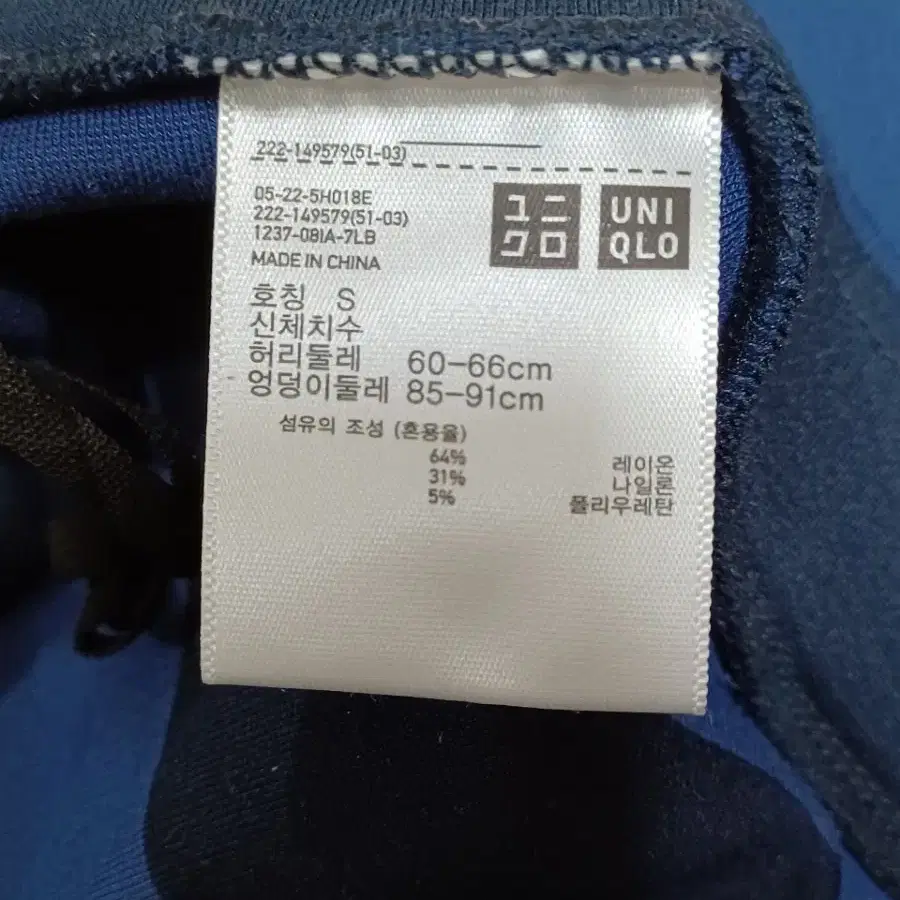 222-149579(51-03)
05-22-5H018E
222-149579(51-03)
1237-08IA-7LB
MADE IN CHINA
ユニ
クロ
UNI
QLO
호칭 S
신체치수
허리둘레 60-66cm
엉덩이둘레 85-91cm
섬유의 조성 (혼용율)
64% 레이온
31% 나일론
5% 폴리우레탄